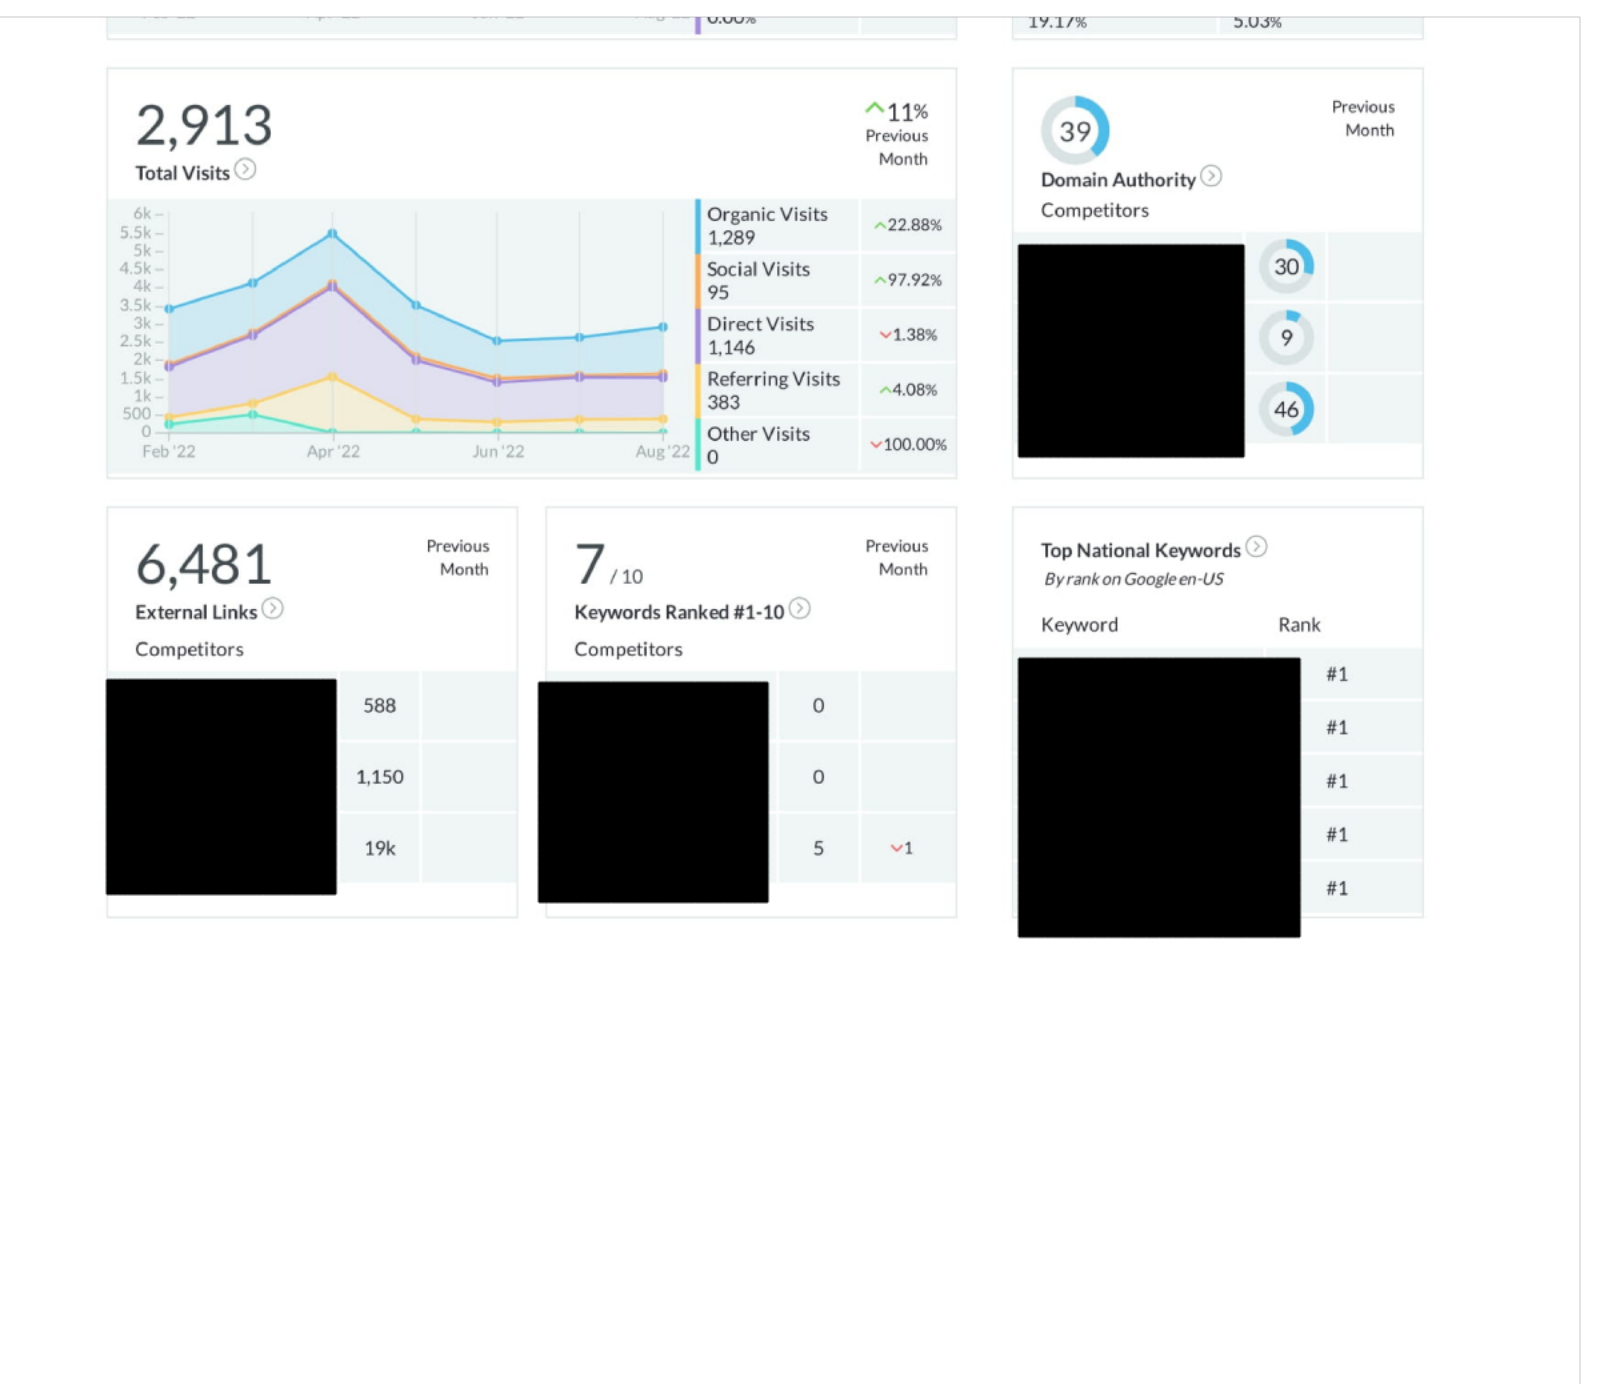 0.00%
19.17%
5.03%
2,913
Total Visits
11%
Previous
Month
6k
5.5k
5k
4.5k
4k
3.5k
3k
2.5k
2k
1.5k
1k
500
0
Feb '22
Apr '22
Jun '22
Aug '22
Organic Visits
1,289
22.88%
Social Visits
95
97.92%
Direct Visits
1,146
1.38%
Referring Visits
383
4.08%
Other Visits
0
100.00%
39
Previous
Month
Domain Authority
Competitors
30
9
46
6,481
Previous
Month
External Links
Competitors
588
1,150
19k
7 / 10
Previous
Month
Keywords Ranked #1-10
Competitors
0
0
5
1
Top National Keywords
By rank on Google en-US
Keyword Rank
#1
#1
#1
#1
#1